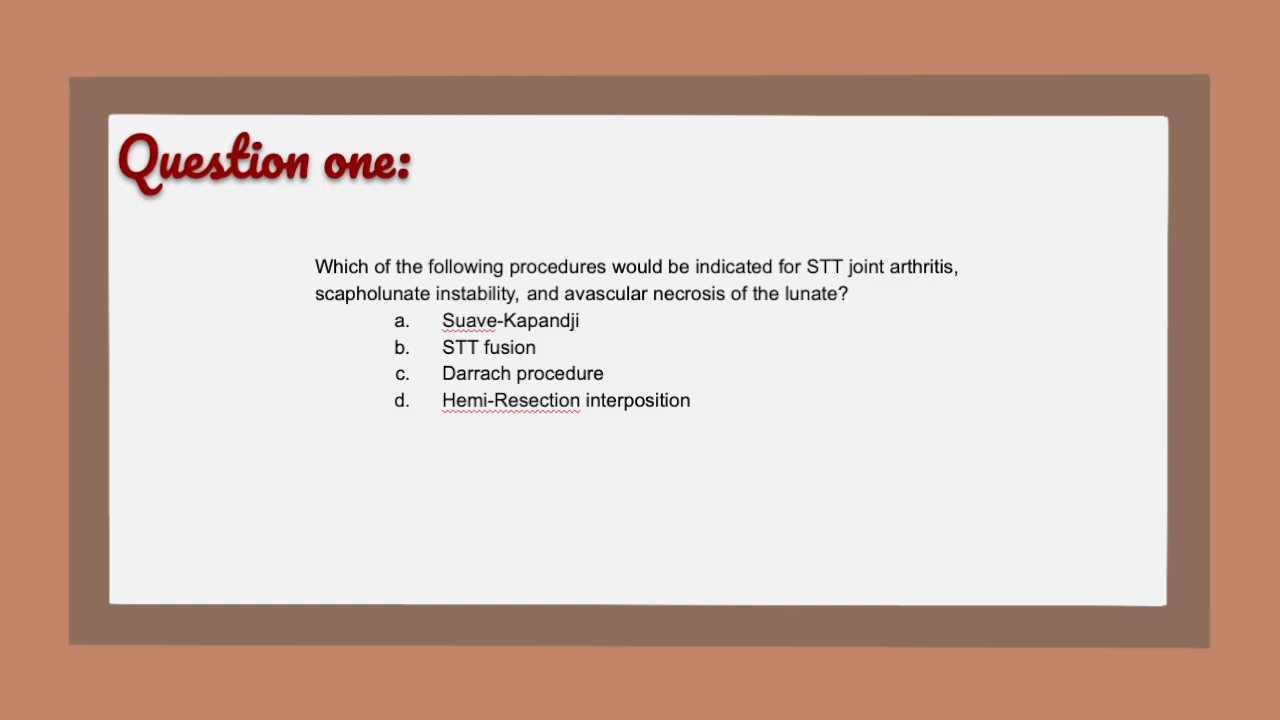 Question one:
Which of the following procedures would be indicated for STT joint arthritis,
scapholunate instability, and avascular necrosis of the lunate?
a. Suave-Kapandji
b. STT fusion
c. Darrach procedure
d. Hemi-Resection interposition